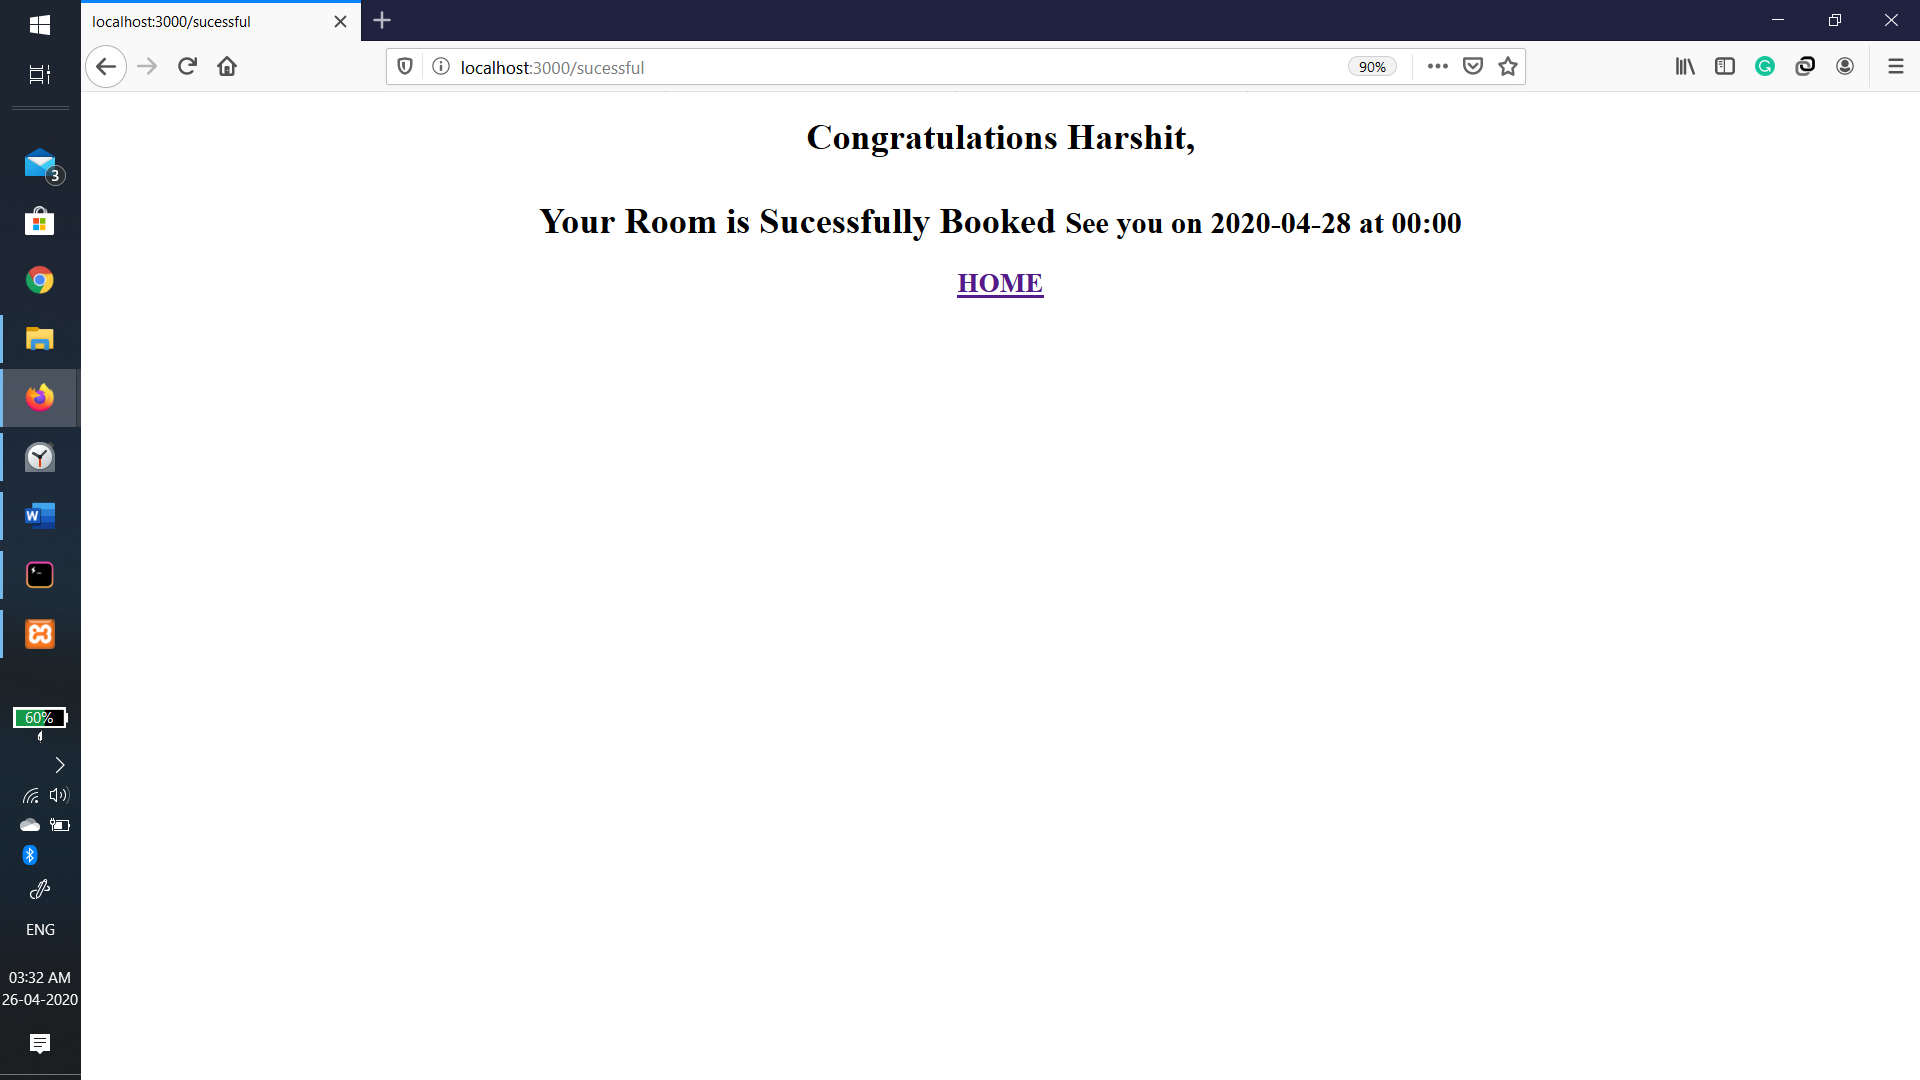 localhost:3000/sucessful
localhost:3000/sucessful
90%
Congratulations Harshit,
Your Room is Sucessfully Booked See you on 2020-04-28 at 00:00
HOME
3
W
60%
ENG
03:32 AM
26-04-2020